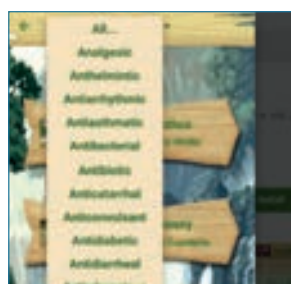 All...
Analgesic
Anthelmintic
Antiarrhythmic
Antiasthmatic
Antibacterial
Antibiotic
Anticatarrhal
Anticonvulsant
Antidiabetic
Antidiarrheal